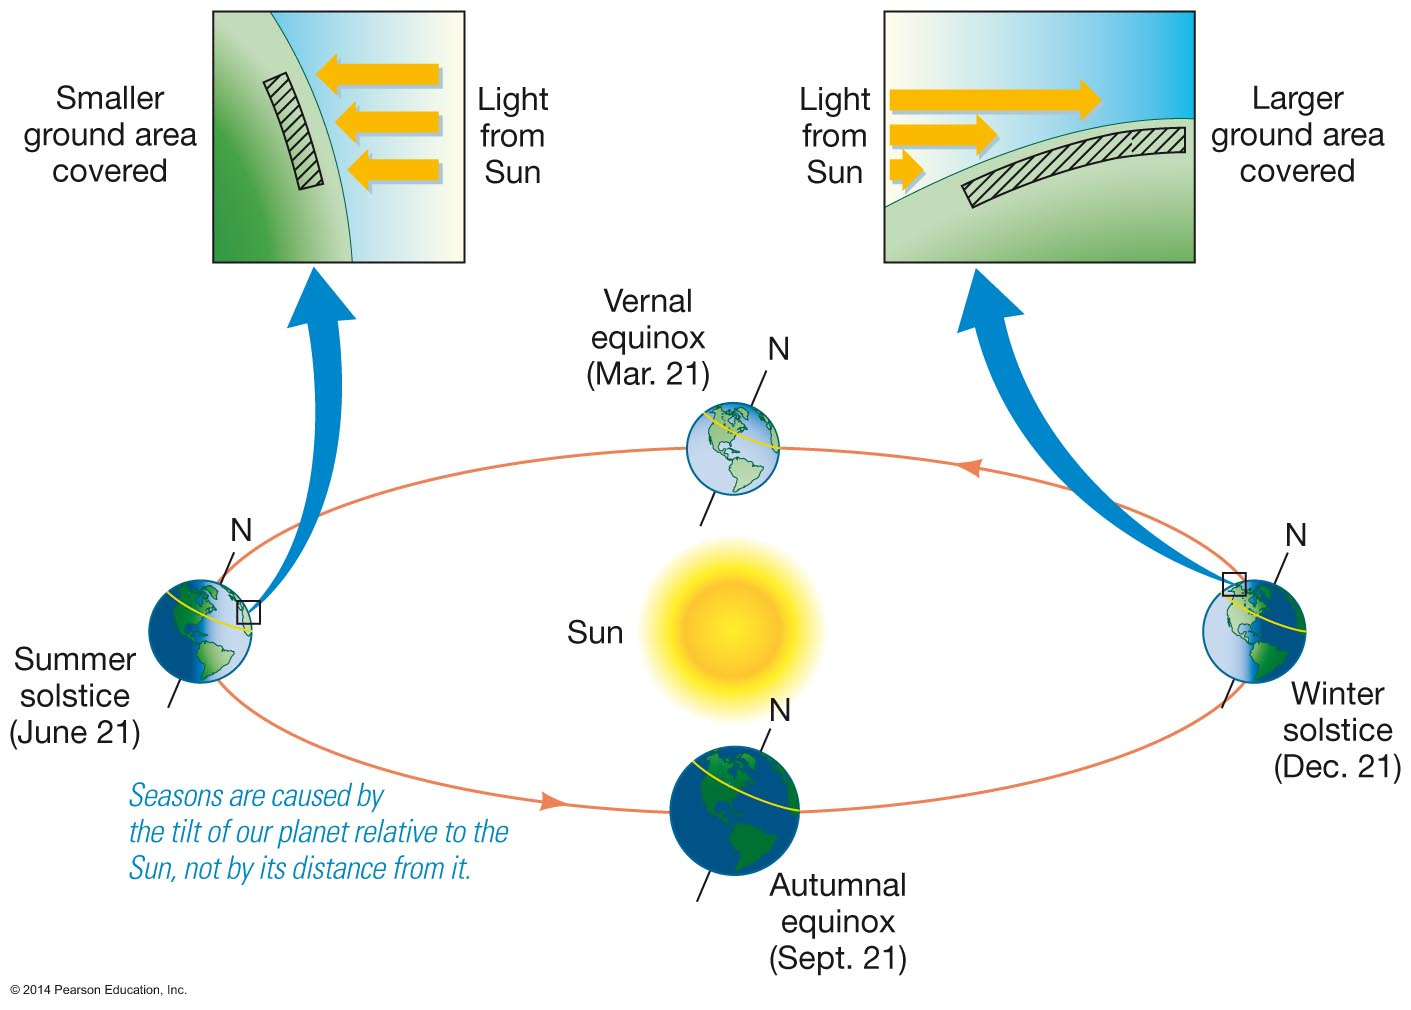 Smaller
ground area
covered
Light
from
Sun
Light
from
Sun
Larger
ground area
covered
Vernal
equinox
(Mar. 21)
N
N
N
Sun
Summer
solstice
(June 21)
Winter
solstice
(Dec. 21)
N
Seasons are caused by
the tilt of our planet relative to the
Sun, not by its distance from it.
Autumnal
equinox
(Sept. 21)
© 2014 Pearson Education, Inc.